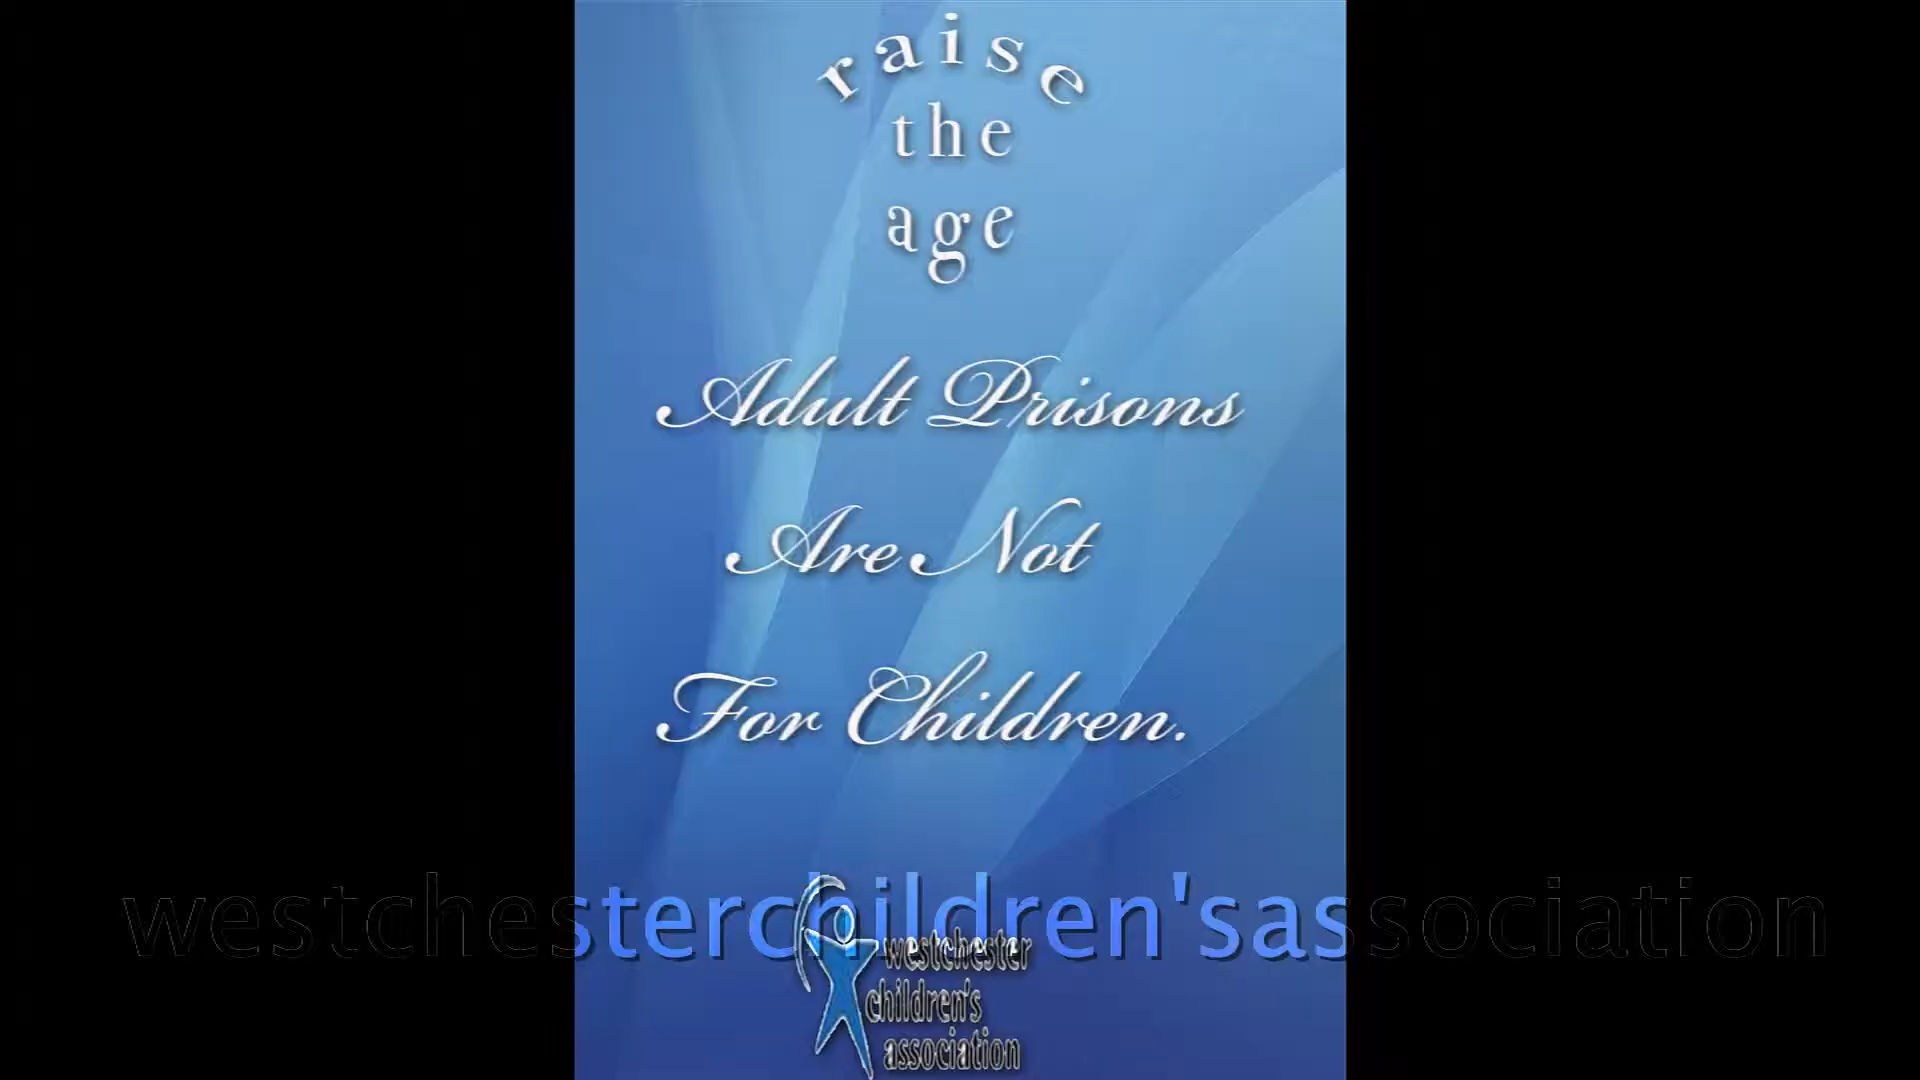 raise
the
age
Adult Prisons
Are Not
For Children.
westchesterchildren'sassociation
westchester
children's
association